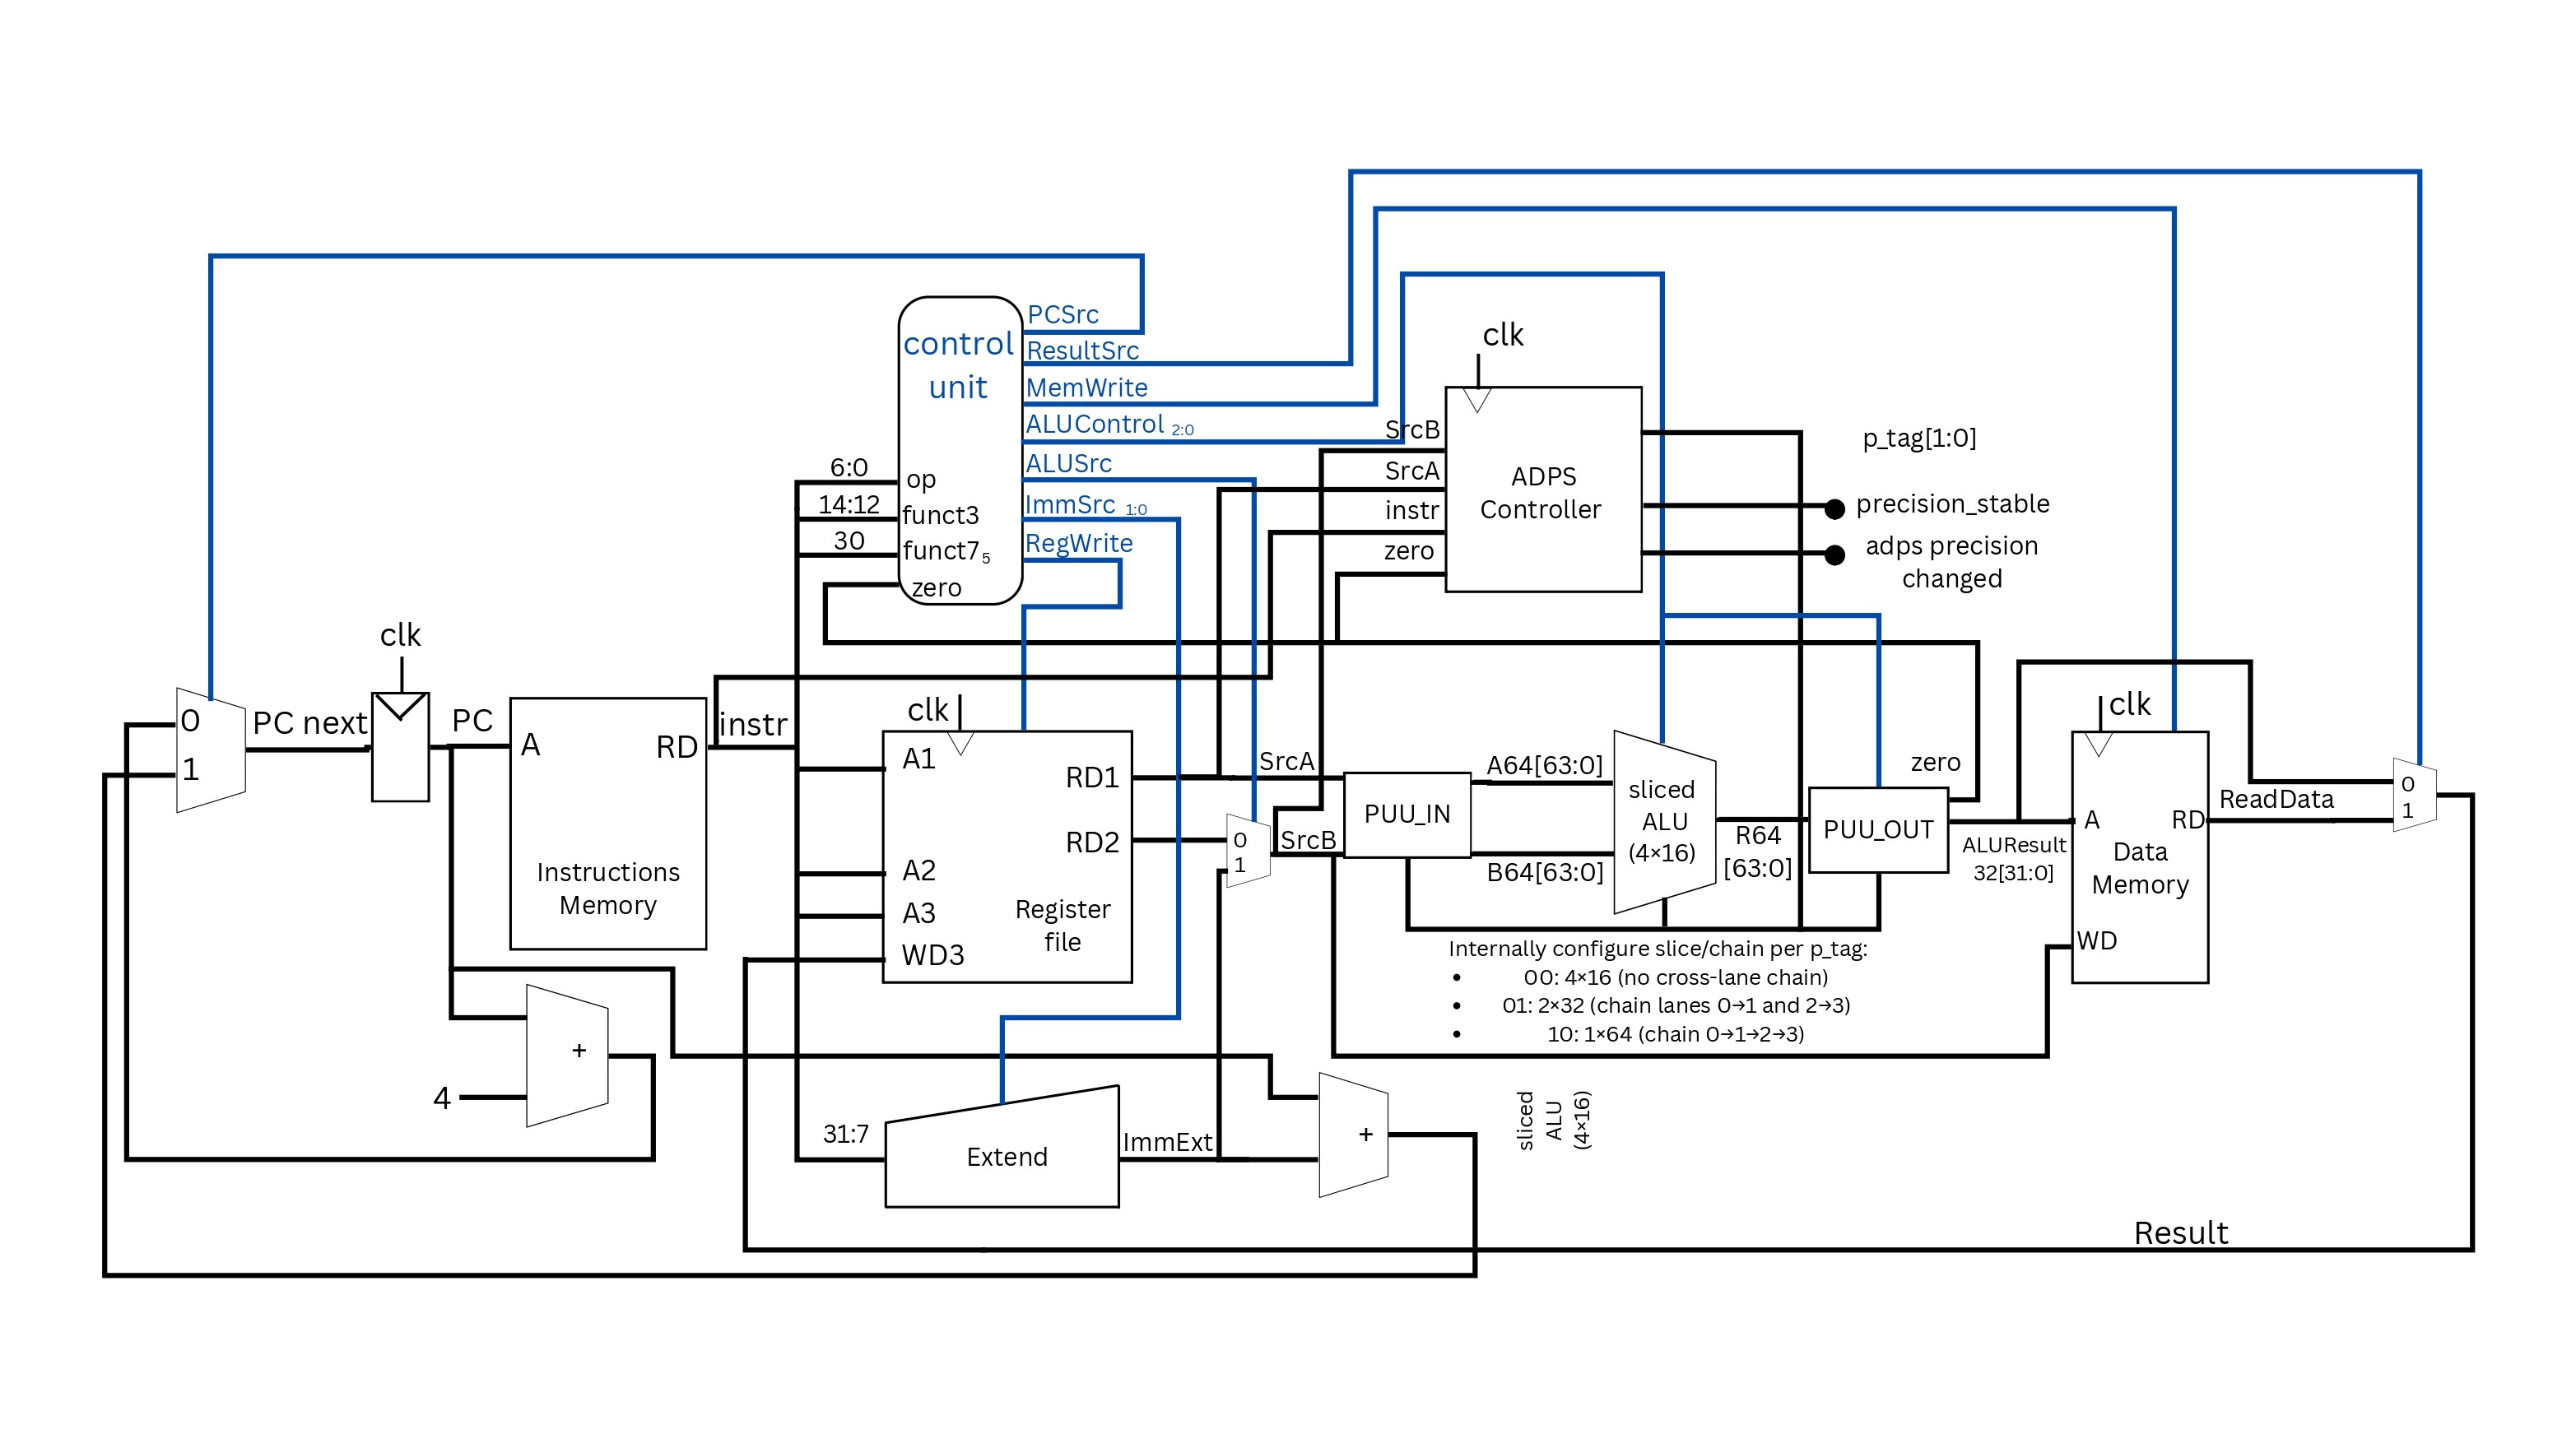 clk
PCSrc
control
unit
ResultSrc
MemWrite
ALUControl 2:0
ALUSrc
ImmSrc 1:0
RegWrite
6:0
op
14:12
funct3
30
funct7₅
zero
SrcB
SrcA
instr
zero
ADPS
Controller
p_tag[1:0]
precision_stable
adps precision
changed
clk
0
1
PC next
PC
A
RD
Instructions
Memory
instr
clk
A1
A2
A3
WD3
RD1
RD2
Register
file
SrcA
0
1
SrcB
PUU_IN
A64[63:0]
B64[63:0]
sliced
ALU
(4×16)
R64
[63:0]
PUU_OUT
zero
ALUResult
32[31:0]
clk
A
RD
Data
Memory
WD
ReadData
0
1
Internally configure slice/chain per p_tag:
• 00: 4×16 (no cross-lane chain)
• 01: 2×32 (chain lanes 0→1 and 2→3)
• 10: 1×64 (chain 0→1→2→3)
+
4
31:7
Extend
ImmExt
+
sliced
ALU
(4×16)
Result